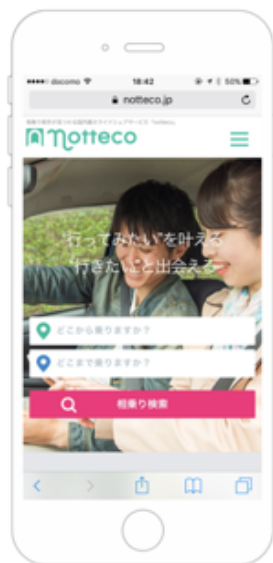 docomo 18:42 50%
notteco.jp
notteco
"行ってみたい"を叶える
"行きたい"と出会える
どこから乗りますか？
どこまで乗りますか？
相乗り検索